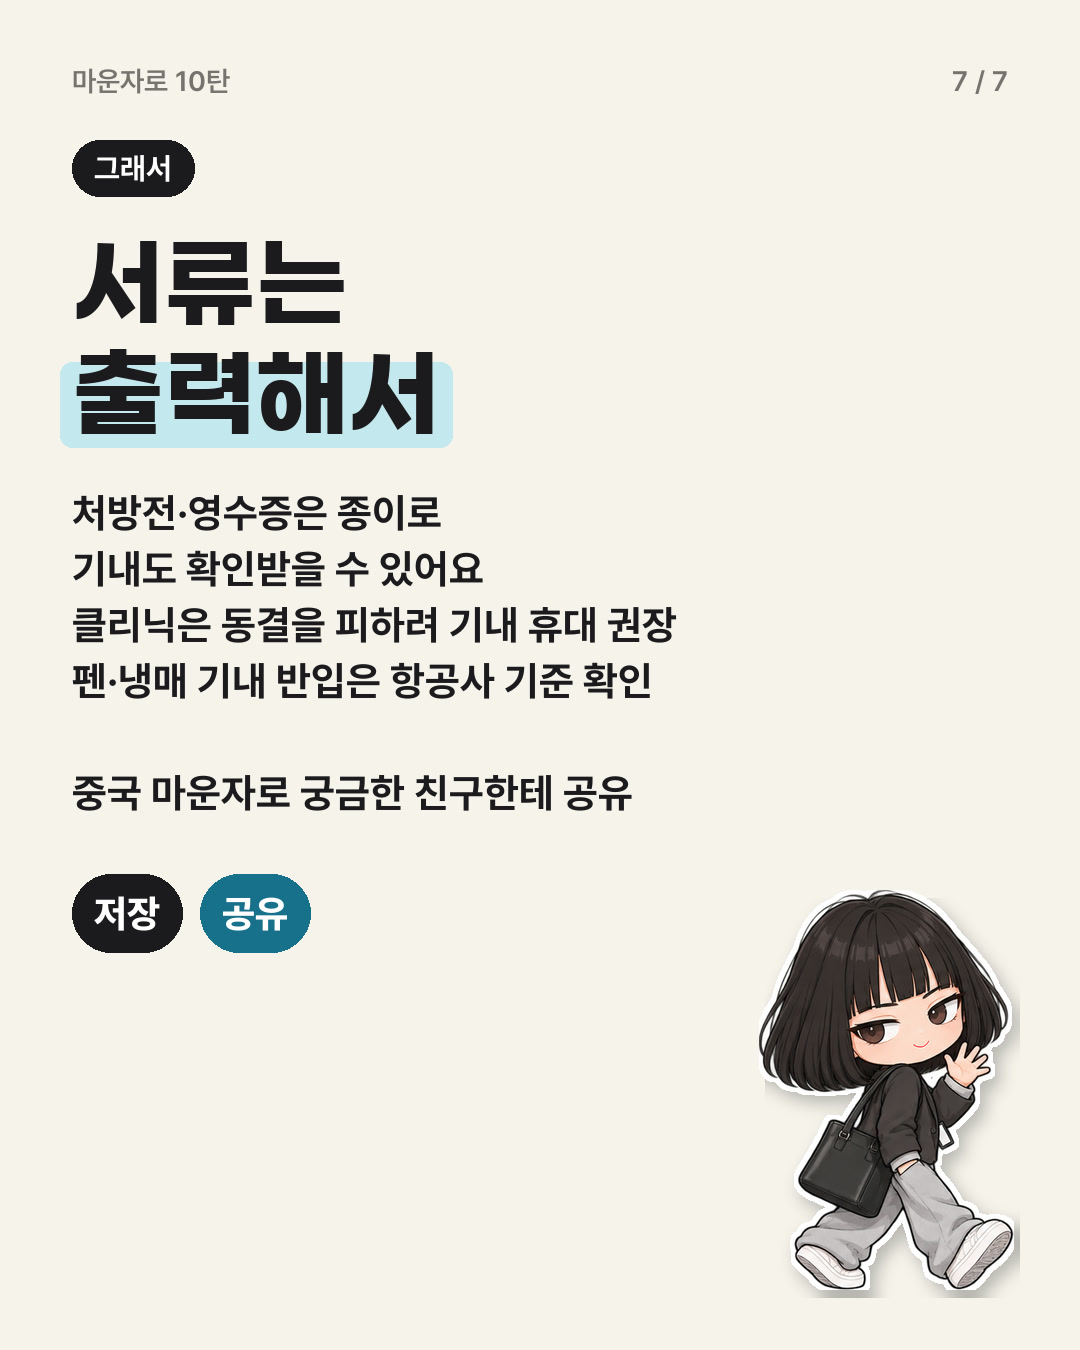 마운자로 10탄
7 / 7
그래서
서류는
출력해서
처방전·영수증은 종이로
기내도 확인받을 수 있어요
클리닉은 동결을 피하려 기내 휴대 권장
펜·냉매 기내 반입은 항공사 기준 확인
중국 마운자로 궁금한 친구한테 공유
저장
공유